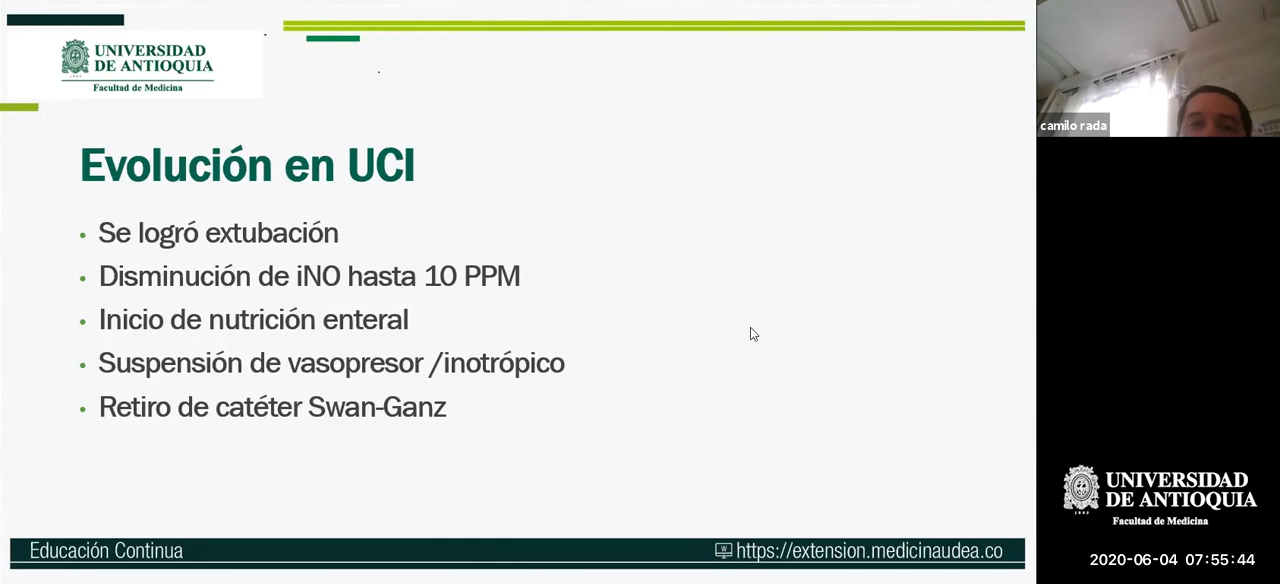 UNIVERSIDAD
DE ANTIOQUIA
Facultad de Medicina
Evolución en UCI
• Se logró extubación
• Disminución de iNO hasta 10 PPM
• Inicio de nutrición enteral
• Suspensión de vasopresor /inotrópico
• Retiro de catéter Swan-Ganz
Educación Continua
https://extension.medicinaudea.co
camilo rada
UNIVERSIDAD
DE ANTIOQUIA
Facultad de Medicina
2020-06-04 07:55:44